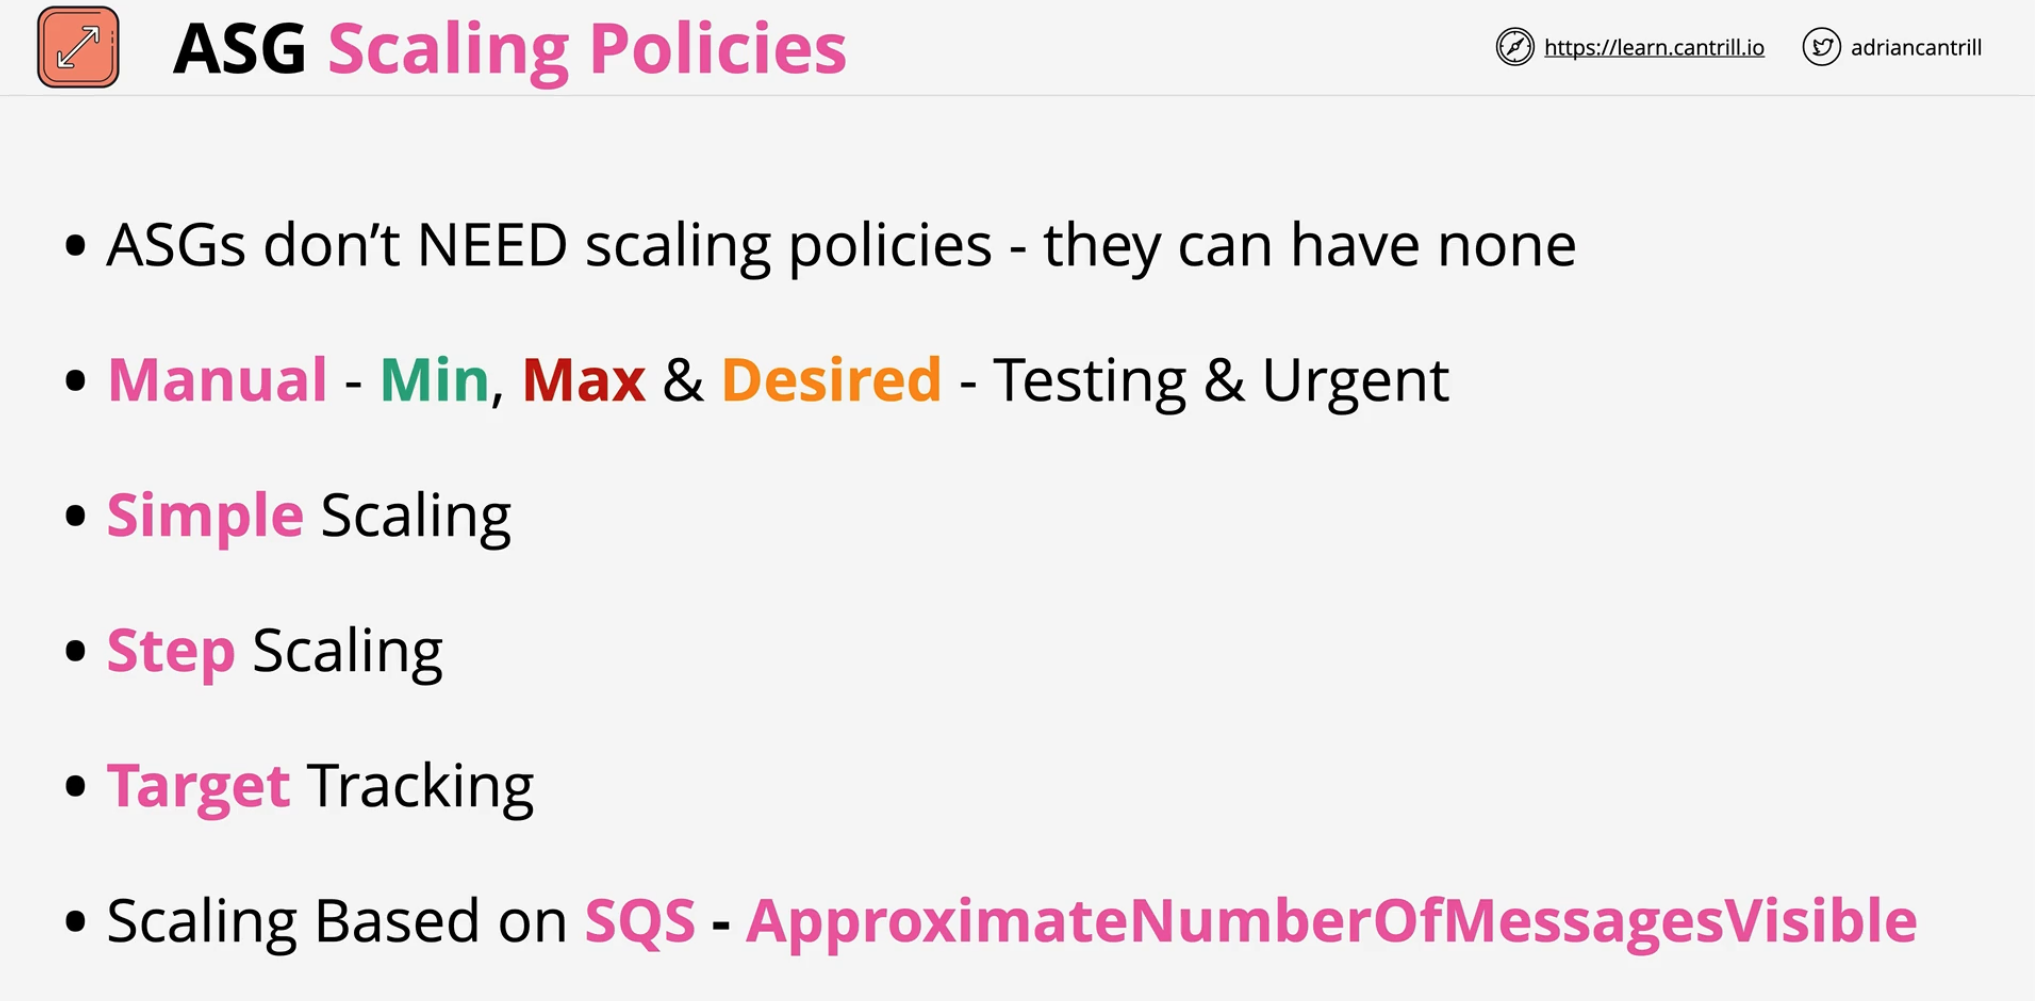 ASG Scaling Policies
https://learn.cantrill.io
adriancantrill
• ASGs don’t NEED scaling policies - they can have none
• Manual - Min, Max & Desired - Testing & Urgent
• Simple Scaling
• Step Scaling
• Target Tracking
• Scaling Based on SQS - ApproximateNumberOfMessagesVisible